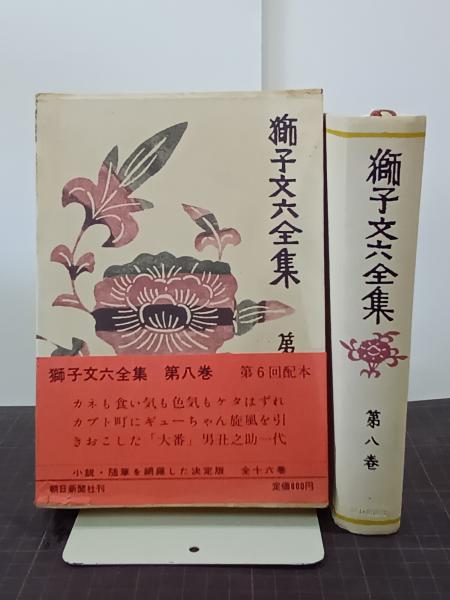 獅子文六全集
第
獅子文六全集 第八巻 第6回配本
カネも食い気も色気もケタはずれ
カブト町にギューちゃん旋風を引
きおこした「大番」男丑之助一代
小説・随筆を網羅した決定版 全十六巻
朝日新聞社刊 定価600円
獅子文六全集
第八巻